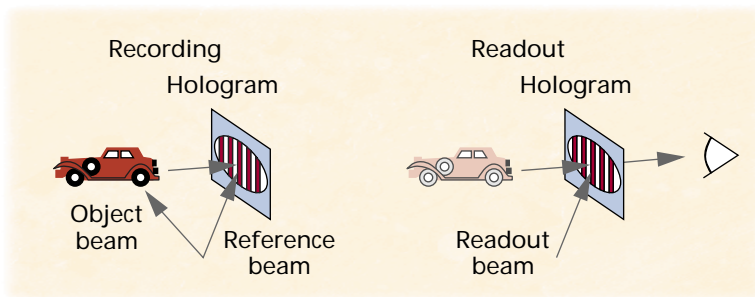 Recording
Hologram
Object
beam
Reference
beam
Readout
Hologram
Readout
beam